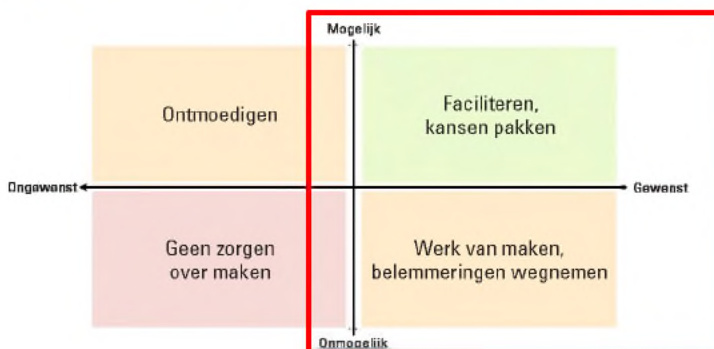 Mogelijk
Ontmoedigen
Faciliteren,
kansen pakken
Ongewenst
Gewenst
Geen zorgen
over maken
Werk van maken,
belemmeringen wegnemen
Onmogelijk